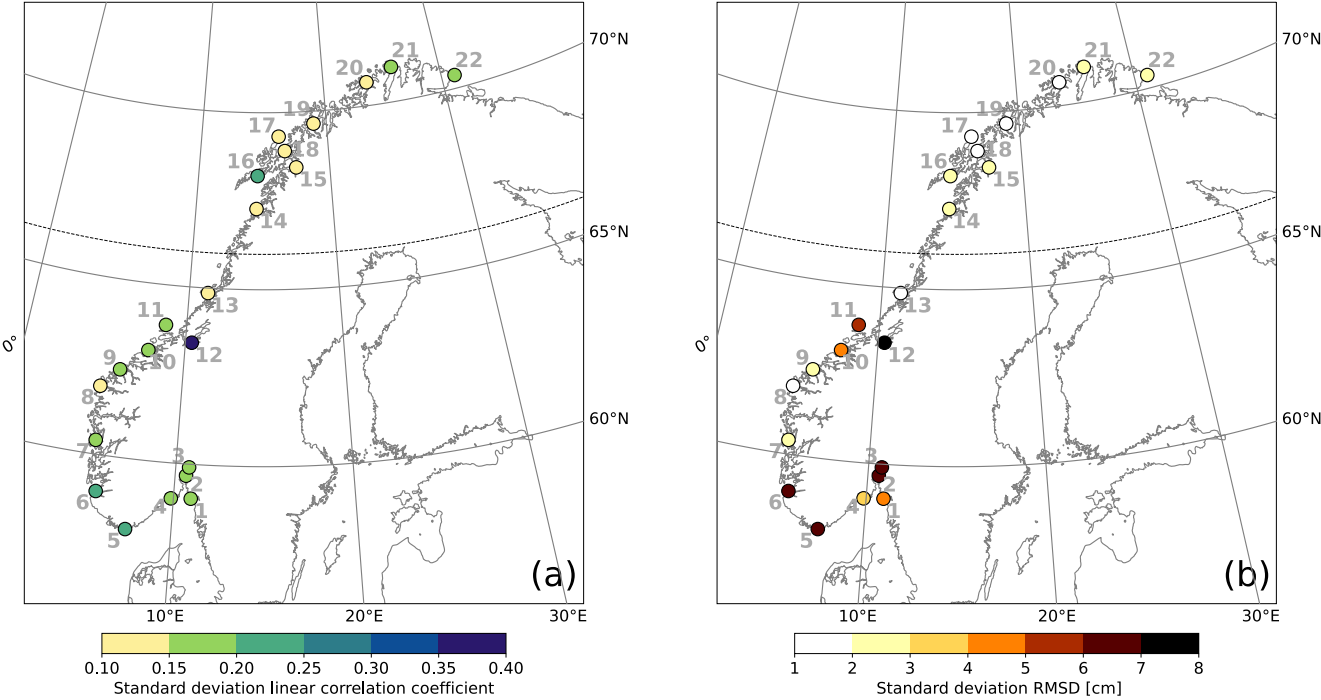 70°N
65°N
60°N
0°
10°E
20°E
30°E
22
21
20
19
17
18
16
15
14
13
11
12
10
9
8
7
3
6
2
4
1
5
(a)
0.10 0.15 0.20 0.25 0.30 0.35 0.40
Standard deviation linear correlation coefficient
70°N
65°N
60°N
0°
10°E
20°E
30°E
22
21
20
19
17
18
16
15
14
13
11
12
10
9
8
7
3
6
2
4
1
5
(b)
1 2 3 4 5 6 7 8
Standard deviation RMSD [cm]